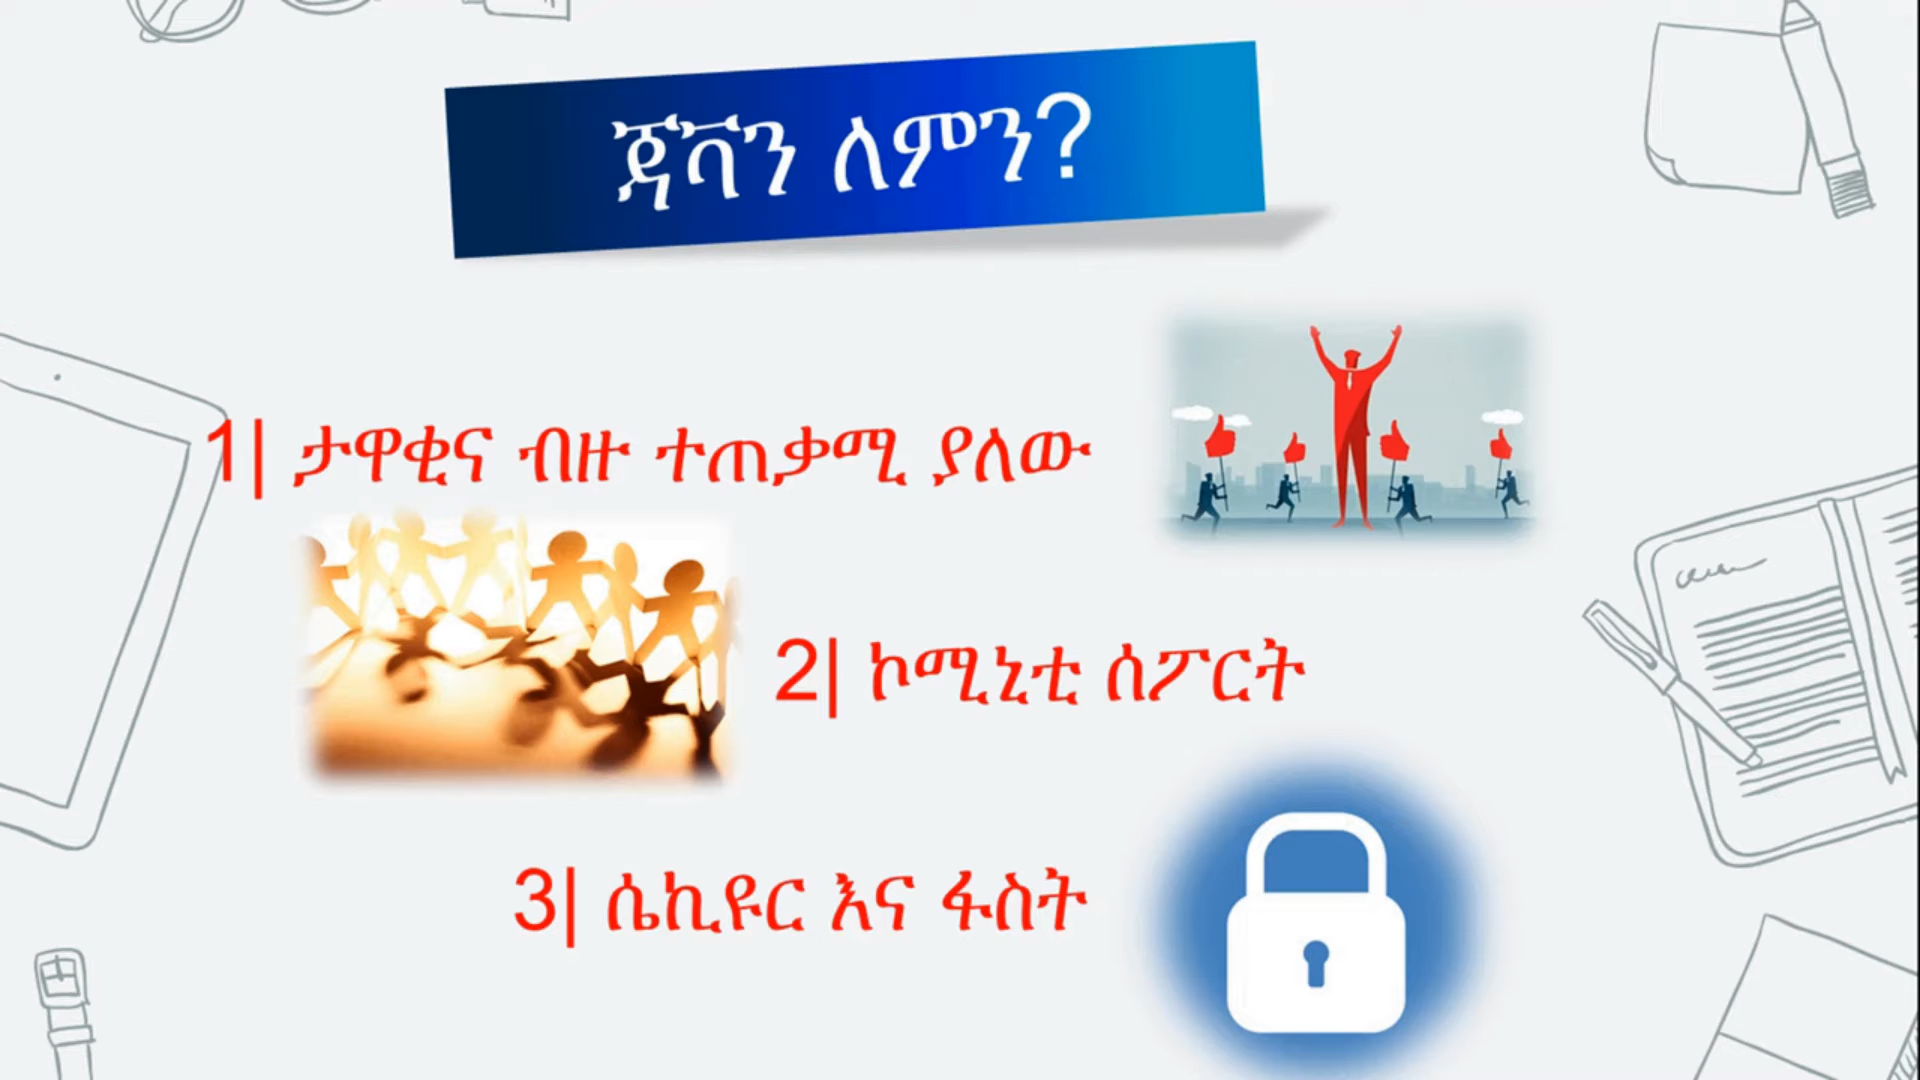 ጃቫን ለምን?
1| ታዋቂና ብዙ ተጠቃሚ ያለው
2| ኮሚኒቲ ሰፖርት
3| ሴኪዩር እና ፋስት